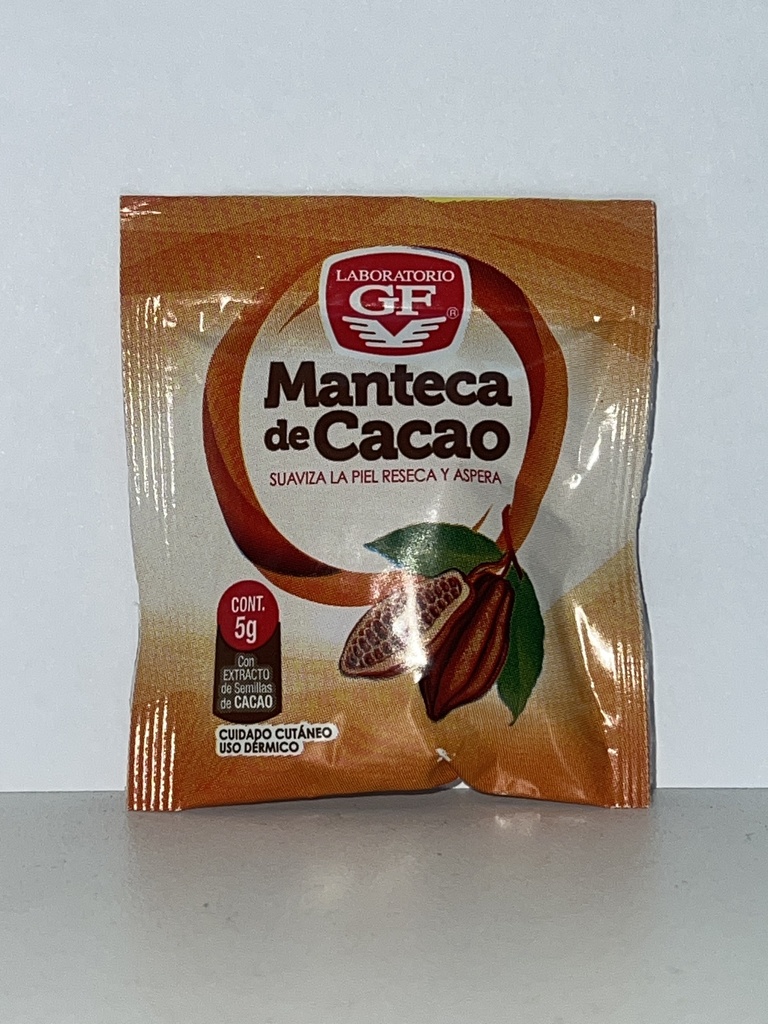 LABORATORIO
GF
®
Manteca
de Cacao
SUAVIZA LA PIEL RESECA Y ASPERA
CONT.
5g
Con
EXTRACTO
de Semillas
de CACAO
CUIDADO CUTÁNEO
USO DÉRMICO